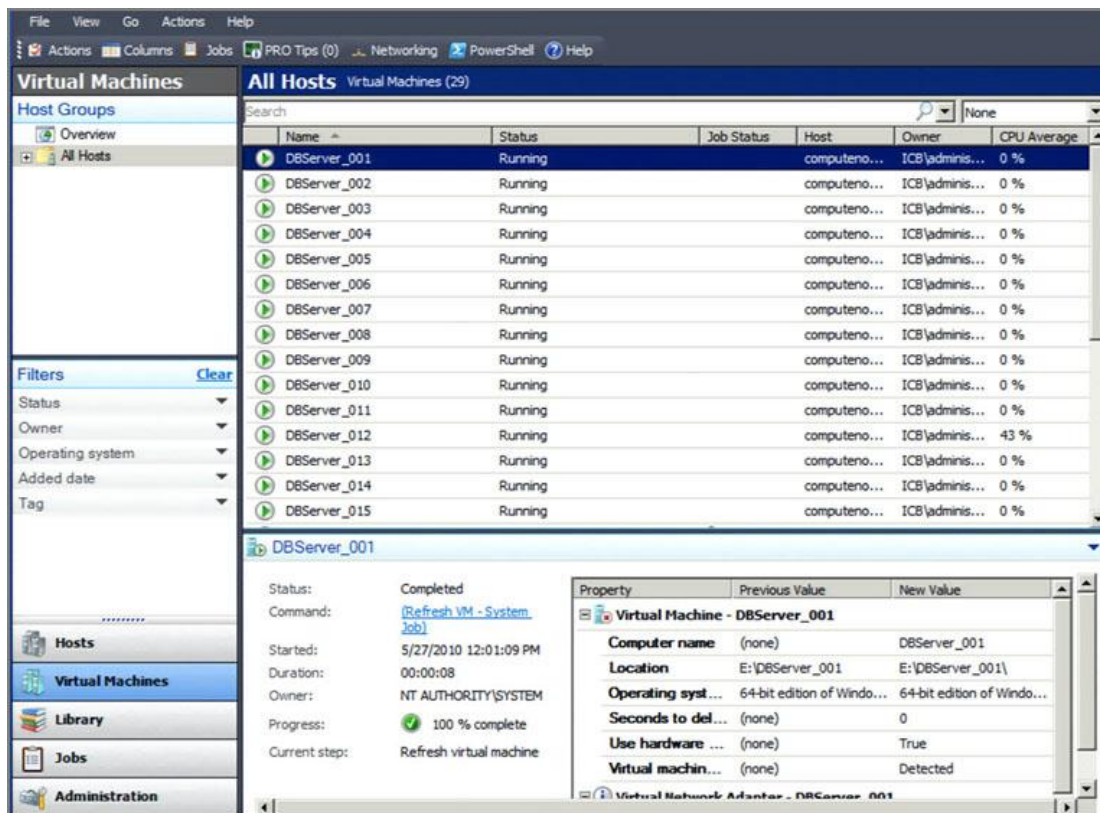 File View Go Actions Help
Actions Columns Jobs PRO Tips (0) Networking PowerShell Help
Virtual Machines
Host Groups
Overview
All Hosts
Filters Clear
Status
Owner
Operating system
Added date
Tag
Hosts
Virtual Machines
Library
Jobs
Administration
All Hosts Virtual Machines (29)
Search None
Name Status Job Status Host Owner CPU Average
DBServer_001 Running computeno... ICB\adminis... 0 %
DBServer_002 Running computeno... ICB\adminis... 0 %
DBServer_003 Running computeno... ICB\adminis... 0 %
DBServer_004 Running computeno... ICB\adminis... 0 %
DBServer_005 Running computeno... ICB\adminis... 0 %
DBServer_006 Running computeno... ICB\adminis... 0 %
DBServer_007 Running computeno... ICB\adminis... 0 %
DBServer_008 Running computeno... ICB\adminis... 0 %
DBServer_009 Running computeno... ICB\adminis... 0 %
DBServer_010 Running computeno... ICB\adminis... 0 %
DBServer_011 Running computeno... ICB\adminis... 0 %
DBServer_012 Running computeno... ICB\adminis... 43 %
DBServer_013 Running computeno... ICB\adminis... 0 %
DBServer_014 Running computeno... ICB\adminis... 0 %
DBServer_015 Running computeno... ICB\adminis... 0 %
DBServer_001
Status: Completed
Command: (Refresh VM - System
Job)
Started: 5/27/2010 12:01:09 PM
Duration: 00:00:08
Owner: NT AUTHORITY\SYSTEM
Progress: 100 % complete
Current step: Refresh virtual machine
Property Previous Value New Value
Virtual Machine - DBServer_001
Computer name (none) DBServer_001
Location E:\DBServer_001 E:\DBServer_001\
Operating syst... 64-bit edition of Windo... 64-bit edition of Windo...
Seconds to del... (none) 0
Use hardware ... (none) True
Virtual machin... (none) Detected
Virtual Network Adapter - DBServer_001